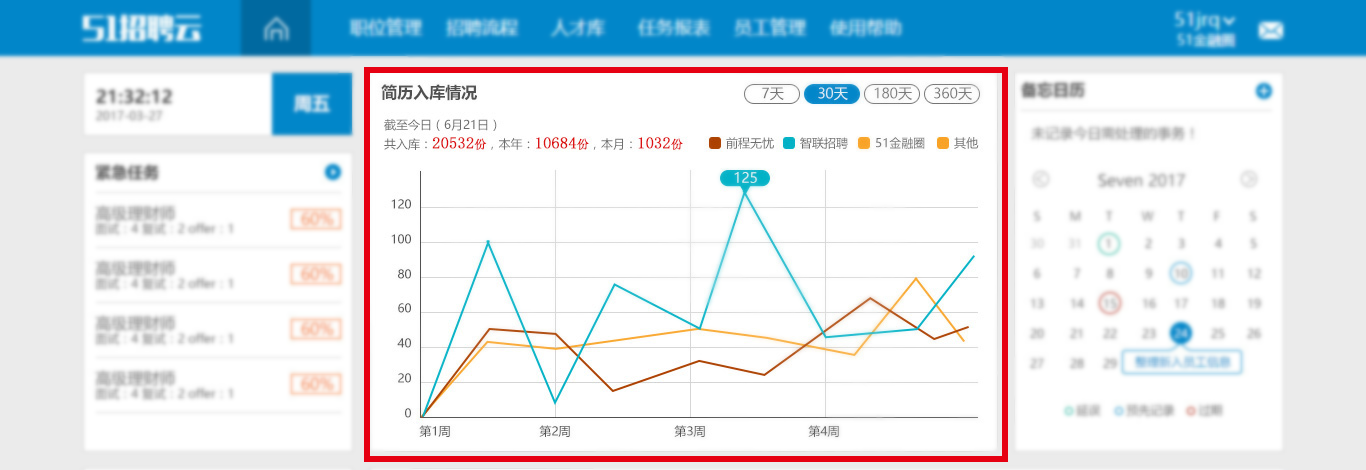 51招聘云
职位管理 招聘流程 人才库 任务报表 员工管理 使用帮助
51jrq
51金融圈
21:32:12
2017-03-27
周五
紧急任务
高级理财师
面试：4 复试：2 offer：1
60%
高级理财师
面试：4 复试：2 offer：1
60%
高级理财师
面试：4 复试：2 offer：1
60%
高级理财师
面试：4 复试：2 offer：1
60%
简历入库情况
7天 30天 180天 360天
截至今日（6月21日）
共入库：20532份，本年：10684份，本月：1032份
前程无忧 智联招聘 51金融圈 其他
125
120
100
80
60
40
20
0
第1周 第2周 第3周 第4周
备忘日历
未记录今日需处理的事务！
Seven 2017
S M T W T F S
30 31 1 2 3 4 5
6 7 8 9 10 11 12
13 14 15 16 17 18 19
20 21 22 23 24 25 26
27 28 29
整理新入员工信息
延误 预先记录 过期